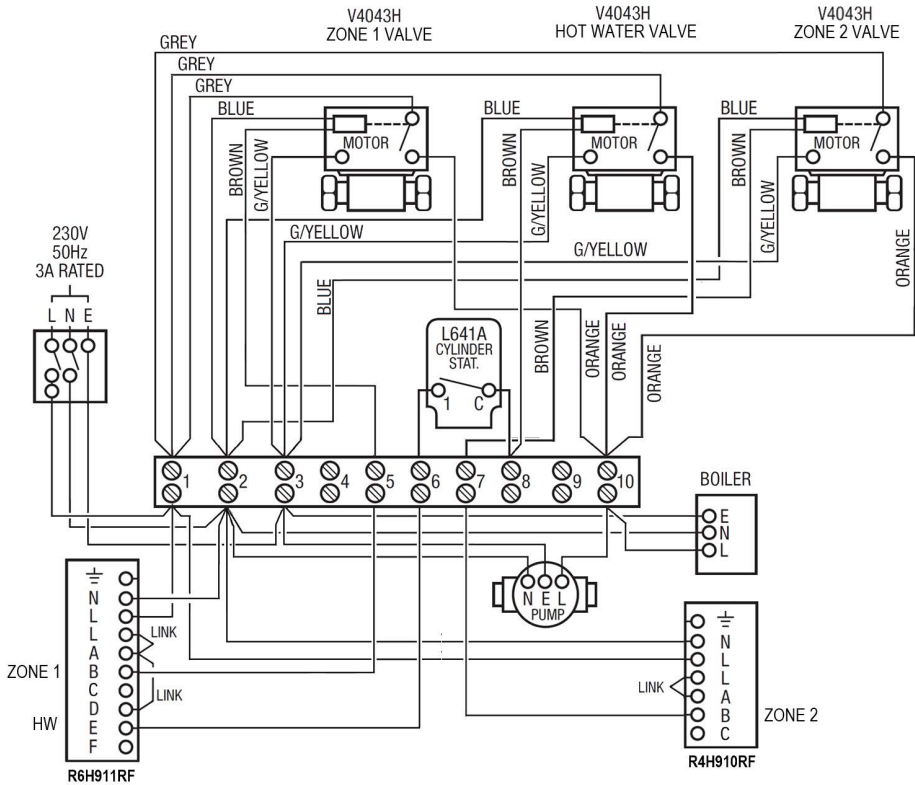 V4043H
ZONE 1 VALVE
V4043H
HOT WATER VALVE
V4043H
ZONE 2 VALVE
GREY
GREY
GREY
BLUE
BLUE
BLUE
MOTOR
MOTOR
MOTOR
BROWN
G/YELLOW
BROWN
G/YELLOW
BROWN
G/YELLOW
ORANGE
G/YELLOW
G/YELLOW
230V
50Hz
3A RATED
L N E
BLUE
L641A
CYLINDER
STAT.
1 C
BROWN
ORANGE
ORANGE
ORANGE
1 2 3 4 5 6 7 8 9 10
BOILER
E
N
L
N E L
PUMP
N
L
L
A
B
C
D
E
F
LINK
LINK
ZONE 1
HW
R6H911RF
N
L
L
A
B
C
LINK
ZONE 2
R4H910RF